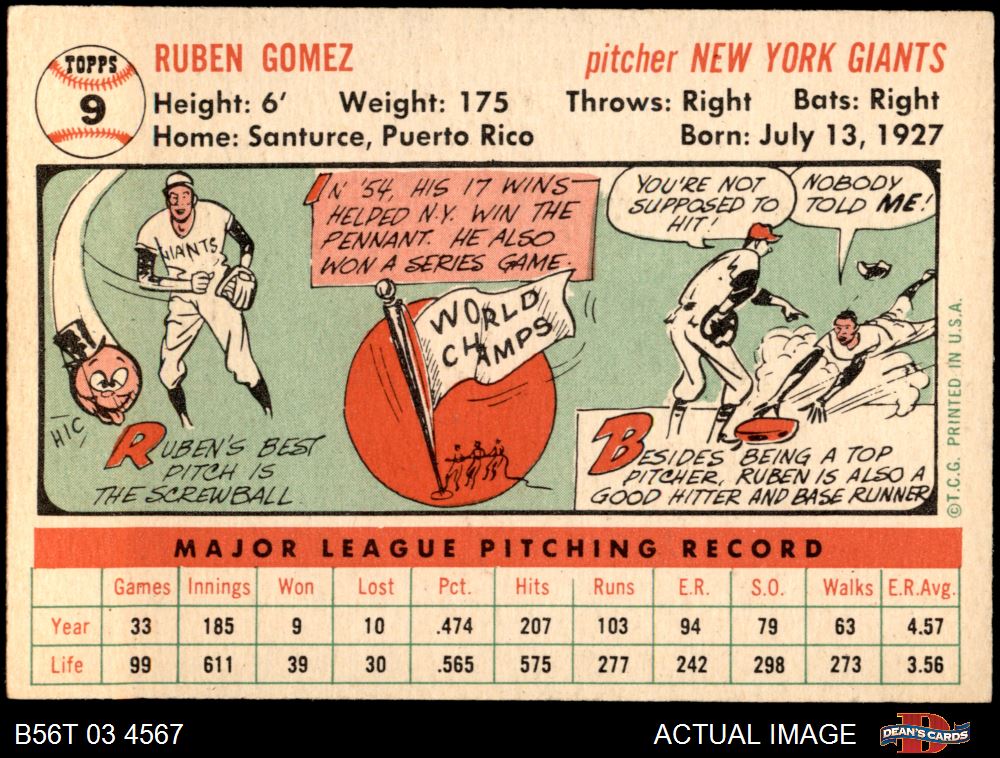 TOPPS
9
RUBEN GOMEZ
pitcher NEW YORK GIANTS
Height: 6' Weight: 175 Throws: Right Bats: Right
Home: Santurce, Puerto Rico Born: July 13, 1927
GIANTS
HIC
RUBEN'S BEST
PITCH IS
THE SCREWBALL.
IN '54, HIS 17 WINS
HELPED N.Y. WIN THE
PENNANT. HE ALSO
WON A SERIES GAME.
WORLD
CHAMPS
YOU'RE NOT
SUPPOSED TO
HIT!
NOBODY
TOLD ME!
BESIDES BEING A TOP
PITCHER, RUBEN IS ALSO A
GOOD HITTER AND BASE RUNNER
©T.C.G. PRINTED IN U.S.A.
MAJOR LEAGUE PITCHING RECORD
Games Innings Won Lost Pct. Hits Runs E.R. S.O. Walks E.R.Avg.
Year 33 185 9 10 .474 207 103 94 79 63 4.57
Life 99 611 39 30 .565 575 277 242 298 273 3.56
B56T 03 4567 ACTUAL IMAGE
DEAN'S CARDS